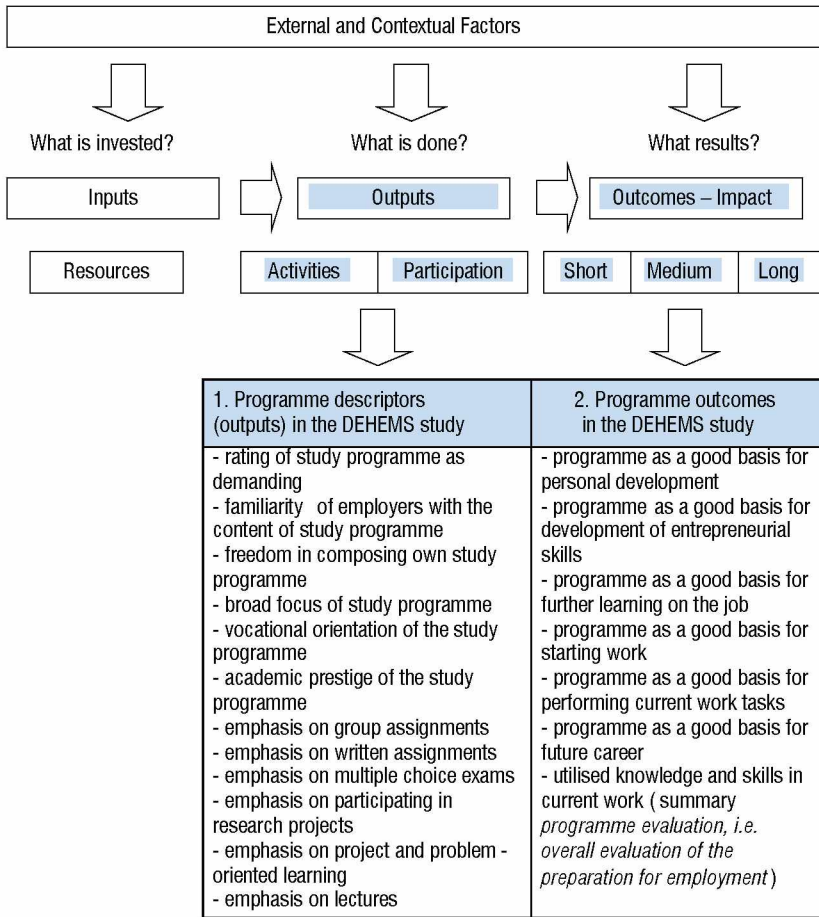 External and Contextual Factors
What is invested?
What is done?
What results?
Inputs
Outputs
Outcomes – Impact
Resources
Activities
Participation
Short
Medium
Long
1. Programme descriptors
(outputs) in the DEHEMS study
- rating of study programme as
demanding
- familiarity of employers with the
content of study programme
- freedom in composing own study
programme
- broad focus of study programme
- vocational orientation of the study
programme
- academic prestige of the study
programme
- emphasis on group assignments
- emphasis on written assignments
- emphasis on multiple choice exams
- emphasis on participating in
research projects
- emphasis on project and problem -
oriented learning
- emphasis on lectures
2. Programme outcomes
in the DEHEMS study
- programme as a good basis for
personal development
- programme as a good basis for
development of entrepreneurial
skills
- programme as a good basis for
further learning on the job
- programme as a good basis for
starting work
- programme as a good basis for
performing current work tasks
- programme as a good basis for
future career
- utilised knowledge and skills in
current work ( summary
programme evaluation, i.e.
overall evaluation of the
preparation for employment )